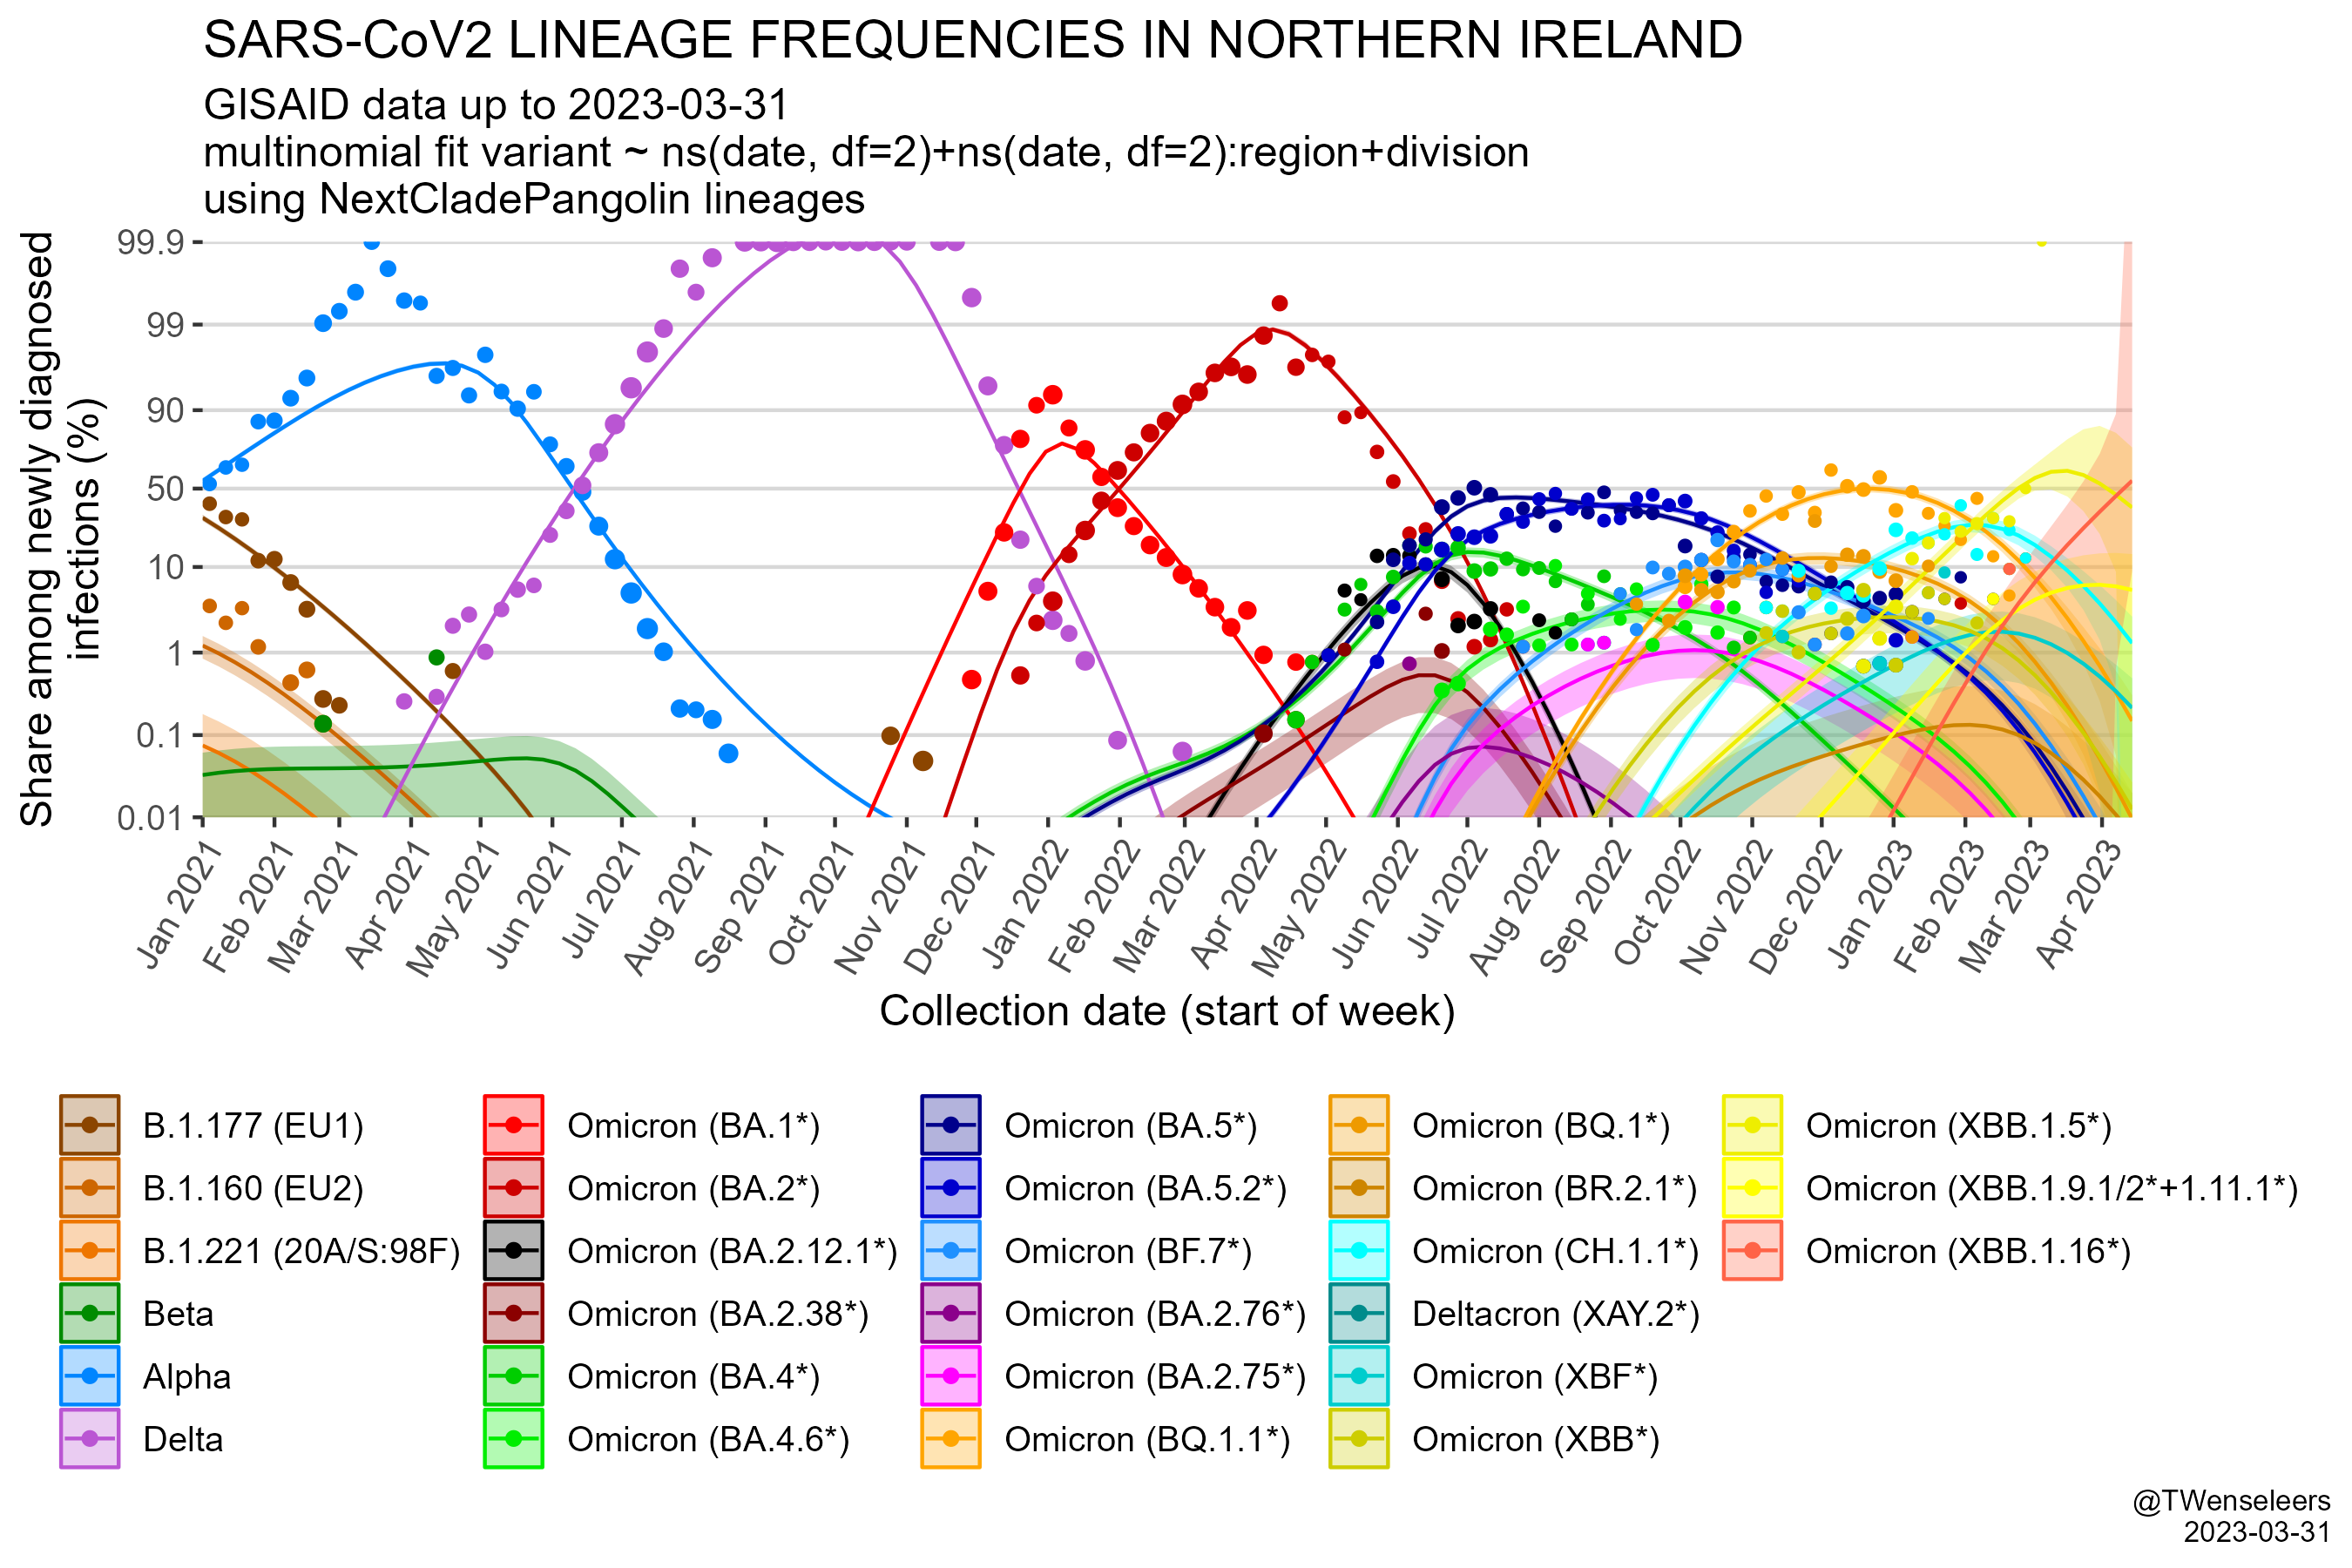 SARS-CoV2 LINEAGE FREQUENCIES IN NORTHERN IRELAND
GISAID data up to 2023-03-31
multinomial fit variant ~ ns(date, df=2)+ns(date, df=2):region+division
using NextCladePangolin lineages
Share among newly diagnosed
infections (%)
99.9
99
90
50
10
1
0.1
0.01
Jan 2021
Feb 2021
Mar 2021
Apr 2021
May 2021
Jun 2021
Jul 2021
Aug 2021
Sep 2021
Oct 2021
Nov 2021
Dec 2021
Jan 2022
Feb 2022
Mar 2022
Apr 2022
May 2022
Jun 2022
Jul 2022
Aug 2022
Sep 2022
Oct 2022
Nov 2022
Dec 2022
Jan 2023
Feb 2023
Mar 2023
Apr 2023
Collection date (start of week)
B.1.177 (EU1)
B.1.160 (EU2)
B.1.221 (20A/S:98F)
Beta
Alpha
Delta
Omicron (BA.1*)
Omicron (BA.2*)
Omicron (BA.2.12.1*)
Omicron (BA.2.38*)
Omicron (BA.4*)
Omicron (BA.4.6*)
Omicron (BA.5*)
Omicron (BA.5.2*)
Omicron (BF.7*)
Omicron (BA.2.76*)
Omicron (BA.2.75*)
Omicron (BQ.1.1*)
Omicron (BQ.1*)
Omicron (BR.2.1*)
Omicron (CH.1.1*)
Deltacron (XAY.2*)
Omicron (XBF*)
Omicron (XBB*)
Omicron (XBB.1.5*)
Omicron (XBB.1.9.1/2*+1.11.1*)
Omicron (XBB.1.16*)
@TWenseleers
2023-03-31